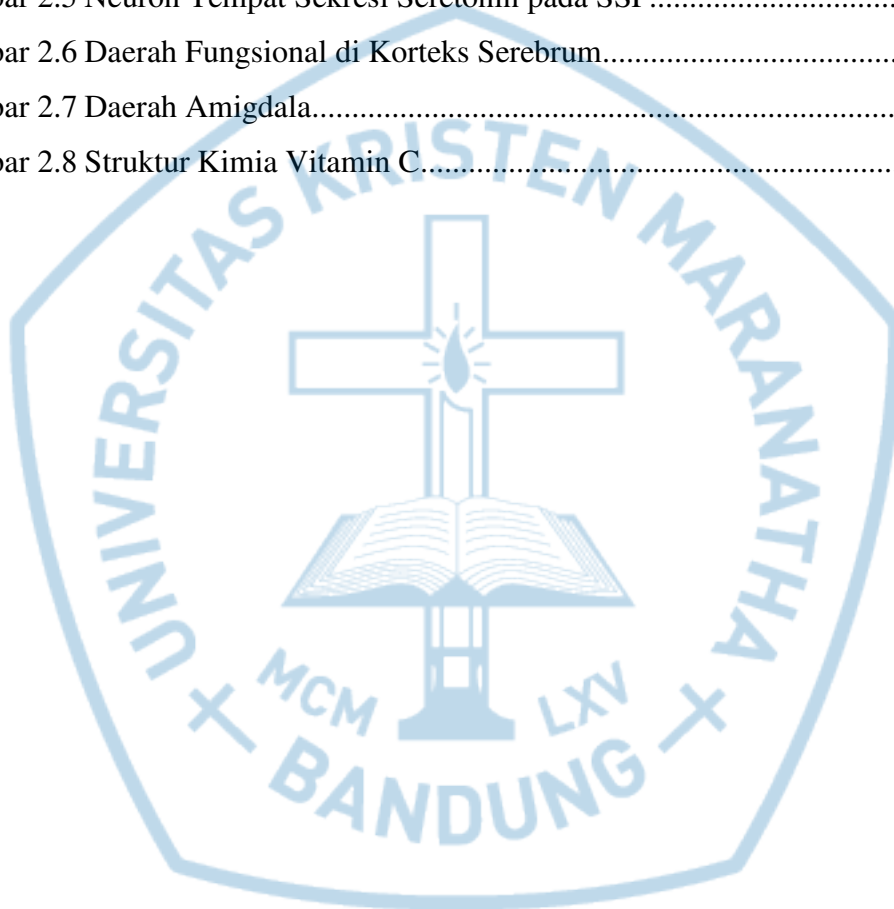 bar 2.5 Neuron Tempat Sekresi Seretonin pada SSP
bar 2.6 Daerah Fungsional di Korteks Serebrum
bar 2.7 Daerah Amigdala
bar 2.8 Struktur Kimia Vitamin C
UNIVERSITAS KRISTEN MARANATHA
MCM LXV
BANDUNG